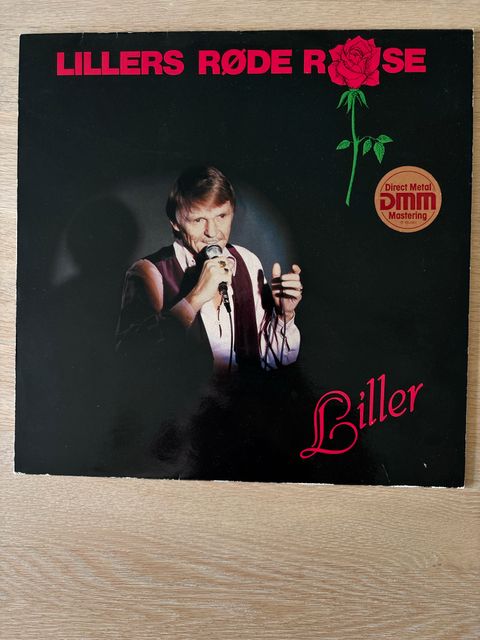 LILLERS RØDE ROSE
Direct Metal
DMM
Mastering
Liller